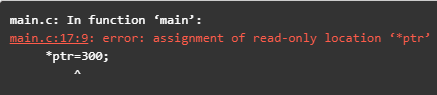 main.c: In function ‘main’:
main.c:17:9: error: assignment of read-only location ‘*ptr’
*ptr=300;
^